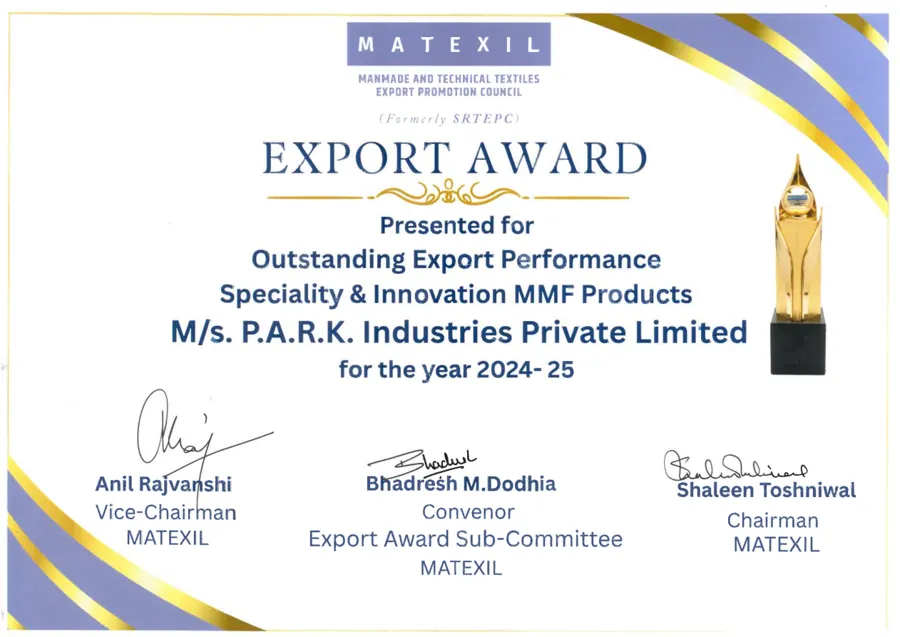 MATEXIL
MANMADE AND TECHNICAL TEXTILES
EXPORT PROMOTION COUNCIL
(Formerly SRTEPC)
EXPORT AWARD
Presented for
Outstanding Export Performance
Speciality & Innovation MMF Products
M/s. P.A.R.K. Industries Private Limited
for the year 2024- 25
Anil Rajvanshi
Vice-Chairman
MATEXIL
Bhadresh M.Dodhia
Convenor
Export Award Sub-Committee
MATEXIL
Shaleen Toshniwal
Chairman
MATEXIL